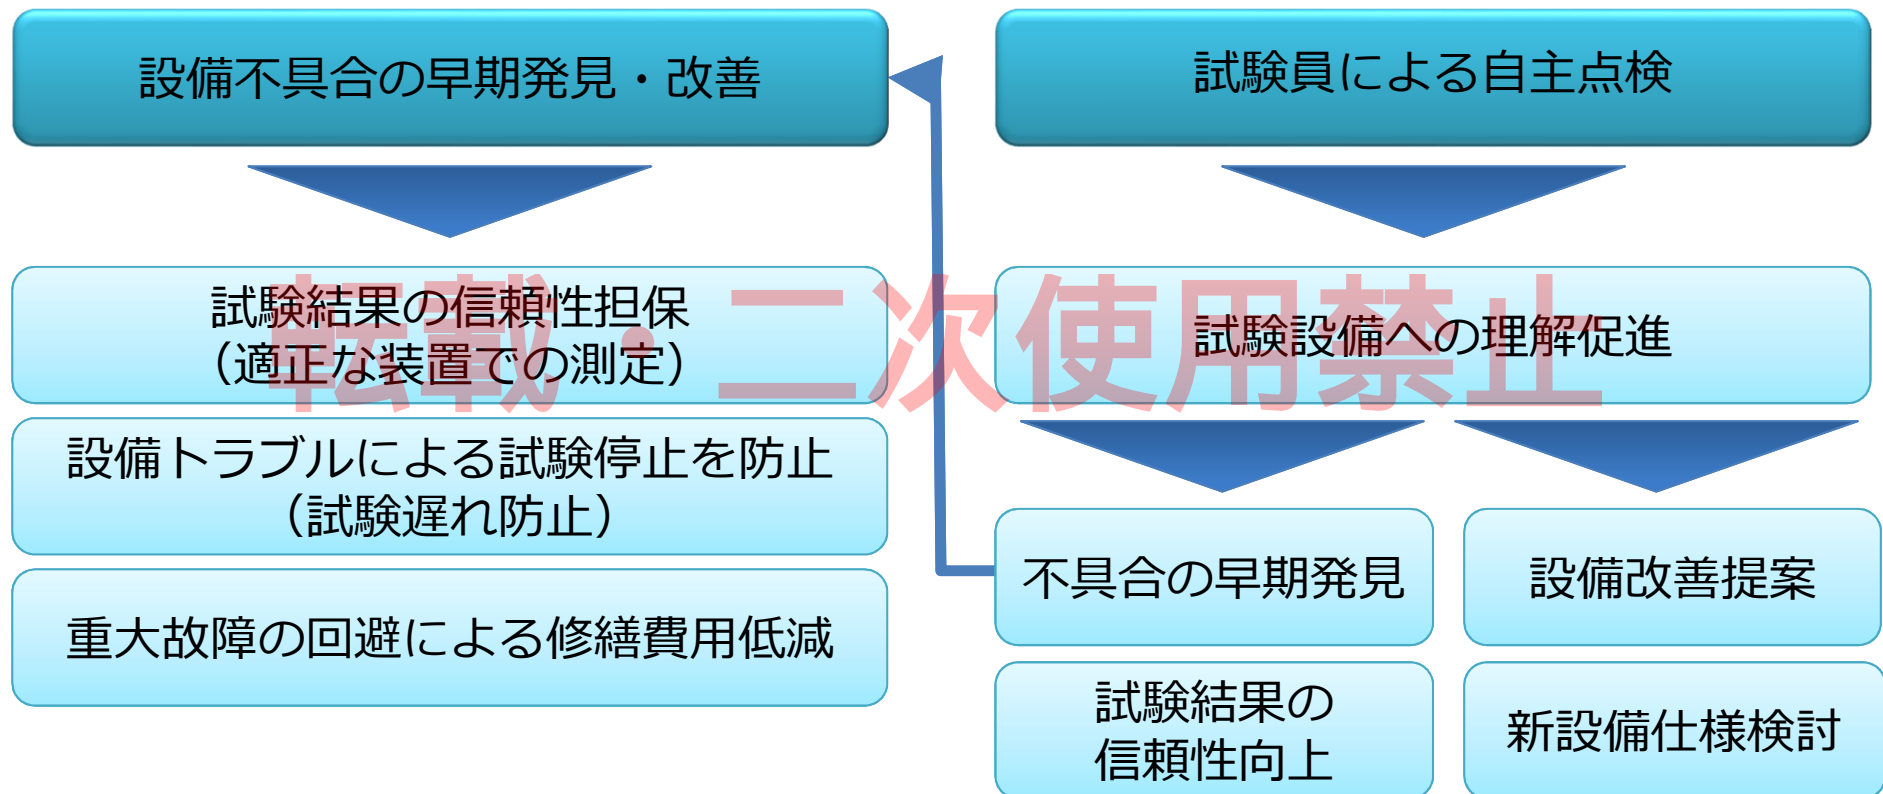 設備不具合の早期発見・改善
試験結果の信頼性担保
（適正な装置での測定）
設備トラブルによる試験停止を防止
（試験遅れ防止）
重大故障の回避による修繕費用低減
試験員による自主点検
試験設備への理解促進
不具合の早期発見
設備改善提案
試験結果の
信頼性向上
新設備仕様検討
転載・二次使用禁止